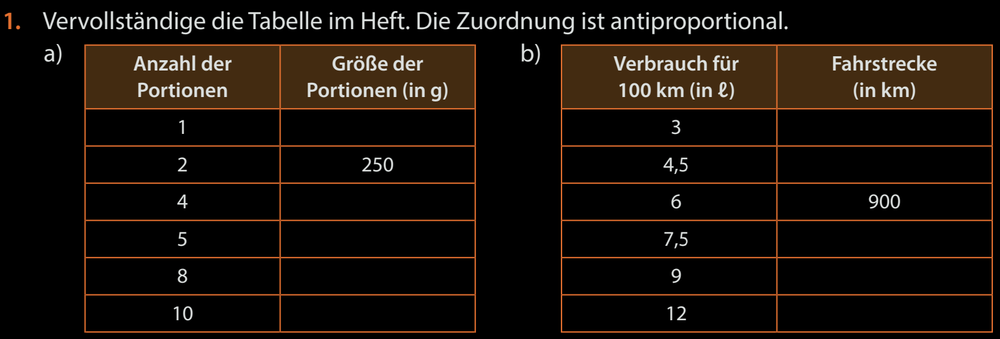 1. Vervollständige die Tabelle im Heft. Die Zuordnung ist antiproportional.
a)
Anzahl der Portionen Größe der Portionen (in g)
1
2 250
4
5
8
10
b)
Verbrauch für 100 km (in ℓ) Fahrstrecke (in km)
3
4,5
6 900
7,5
9
12